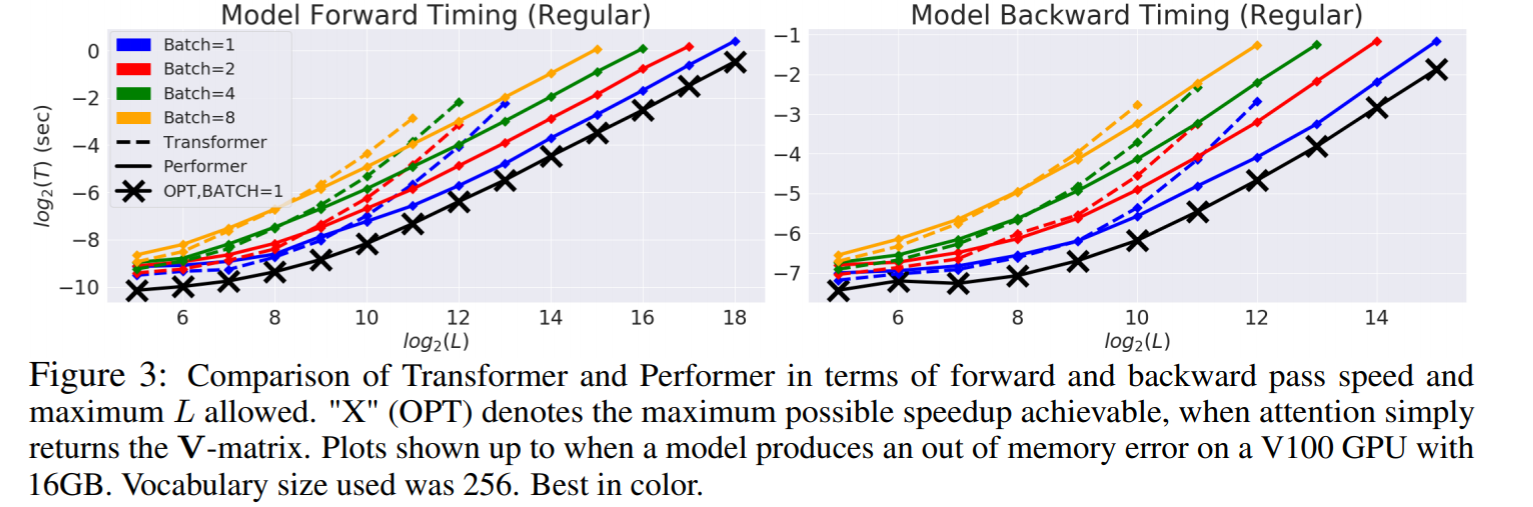 Model Forward Timing (Regular)
0
−2
−4
−6
−8
−10
log2(T) (sec)
Batch=1
Batch=2
Batch=4
Batch=8
Transformer
Performer
OPT,BATCH=1
6 8 10 12 14 16 18
log2(L)
Model Backward Timing (Regular)
−1
−2
−3
−4
−5
−6
−7
6 8 10 12 14
log2(L)
Figure 3: Comparison of Transformer and Performer in terms of forward and backward pass speed and
maximum L allowed. "X" (OPT) denotes the maximum possible speedup achievable, when attention simply
returns the V-matrix. Plots shown up to when a model produces an out of memory error on a V100 GPU with
16GB. Vocabulary size used was 256. Best in color.